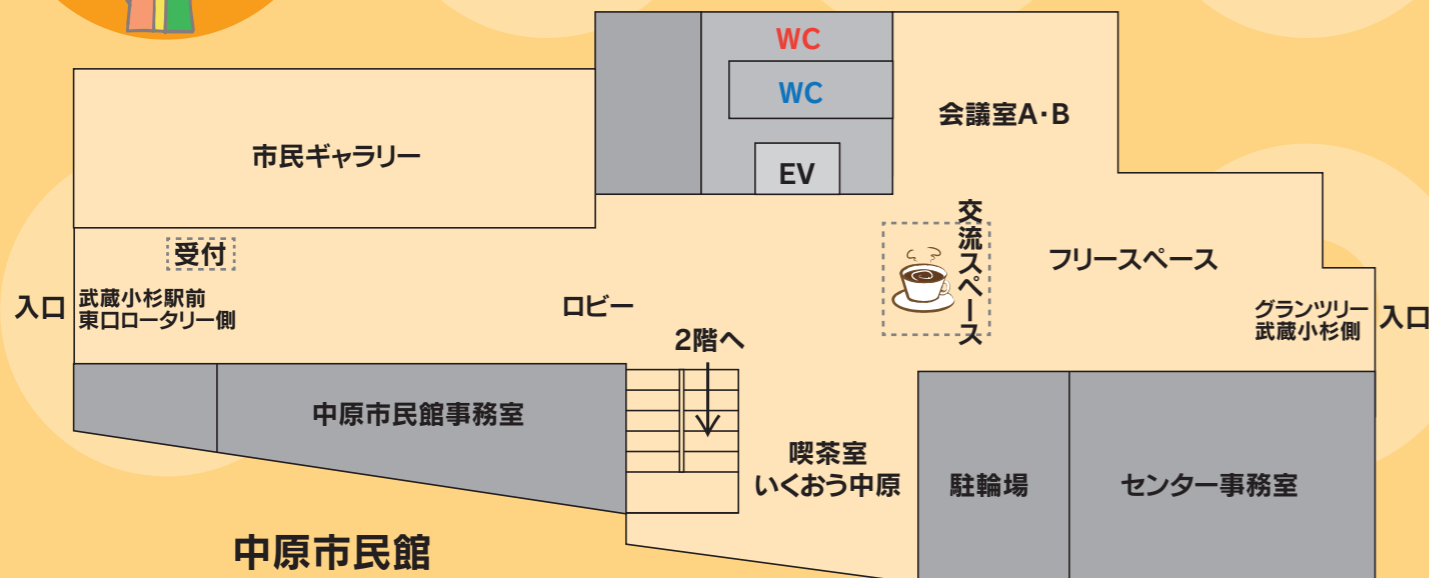 WC
WC
会議室A・B
市民ギャラリー
EV
受付
交流スペース
フリースペース
入口
武蔵小杉駅前
東口ロータリー側
ロビー
グランツリー
武蔵小杉側
入口
2階へ
中原市民館事務室
喫茶室
いくおう中原
駐輪場
センター事務室
中原市民館